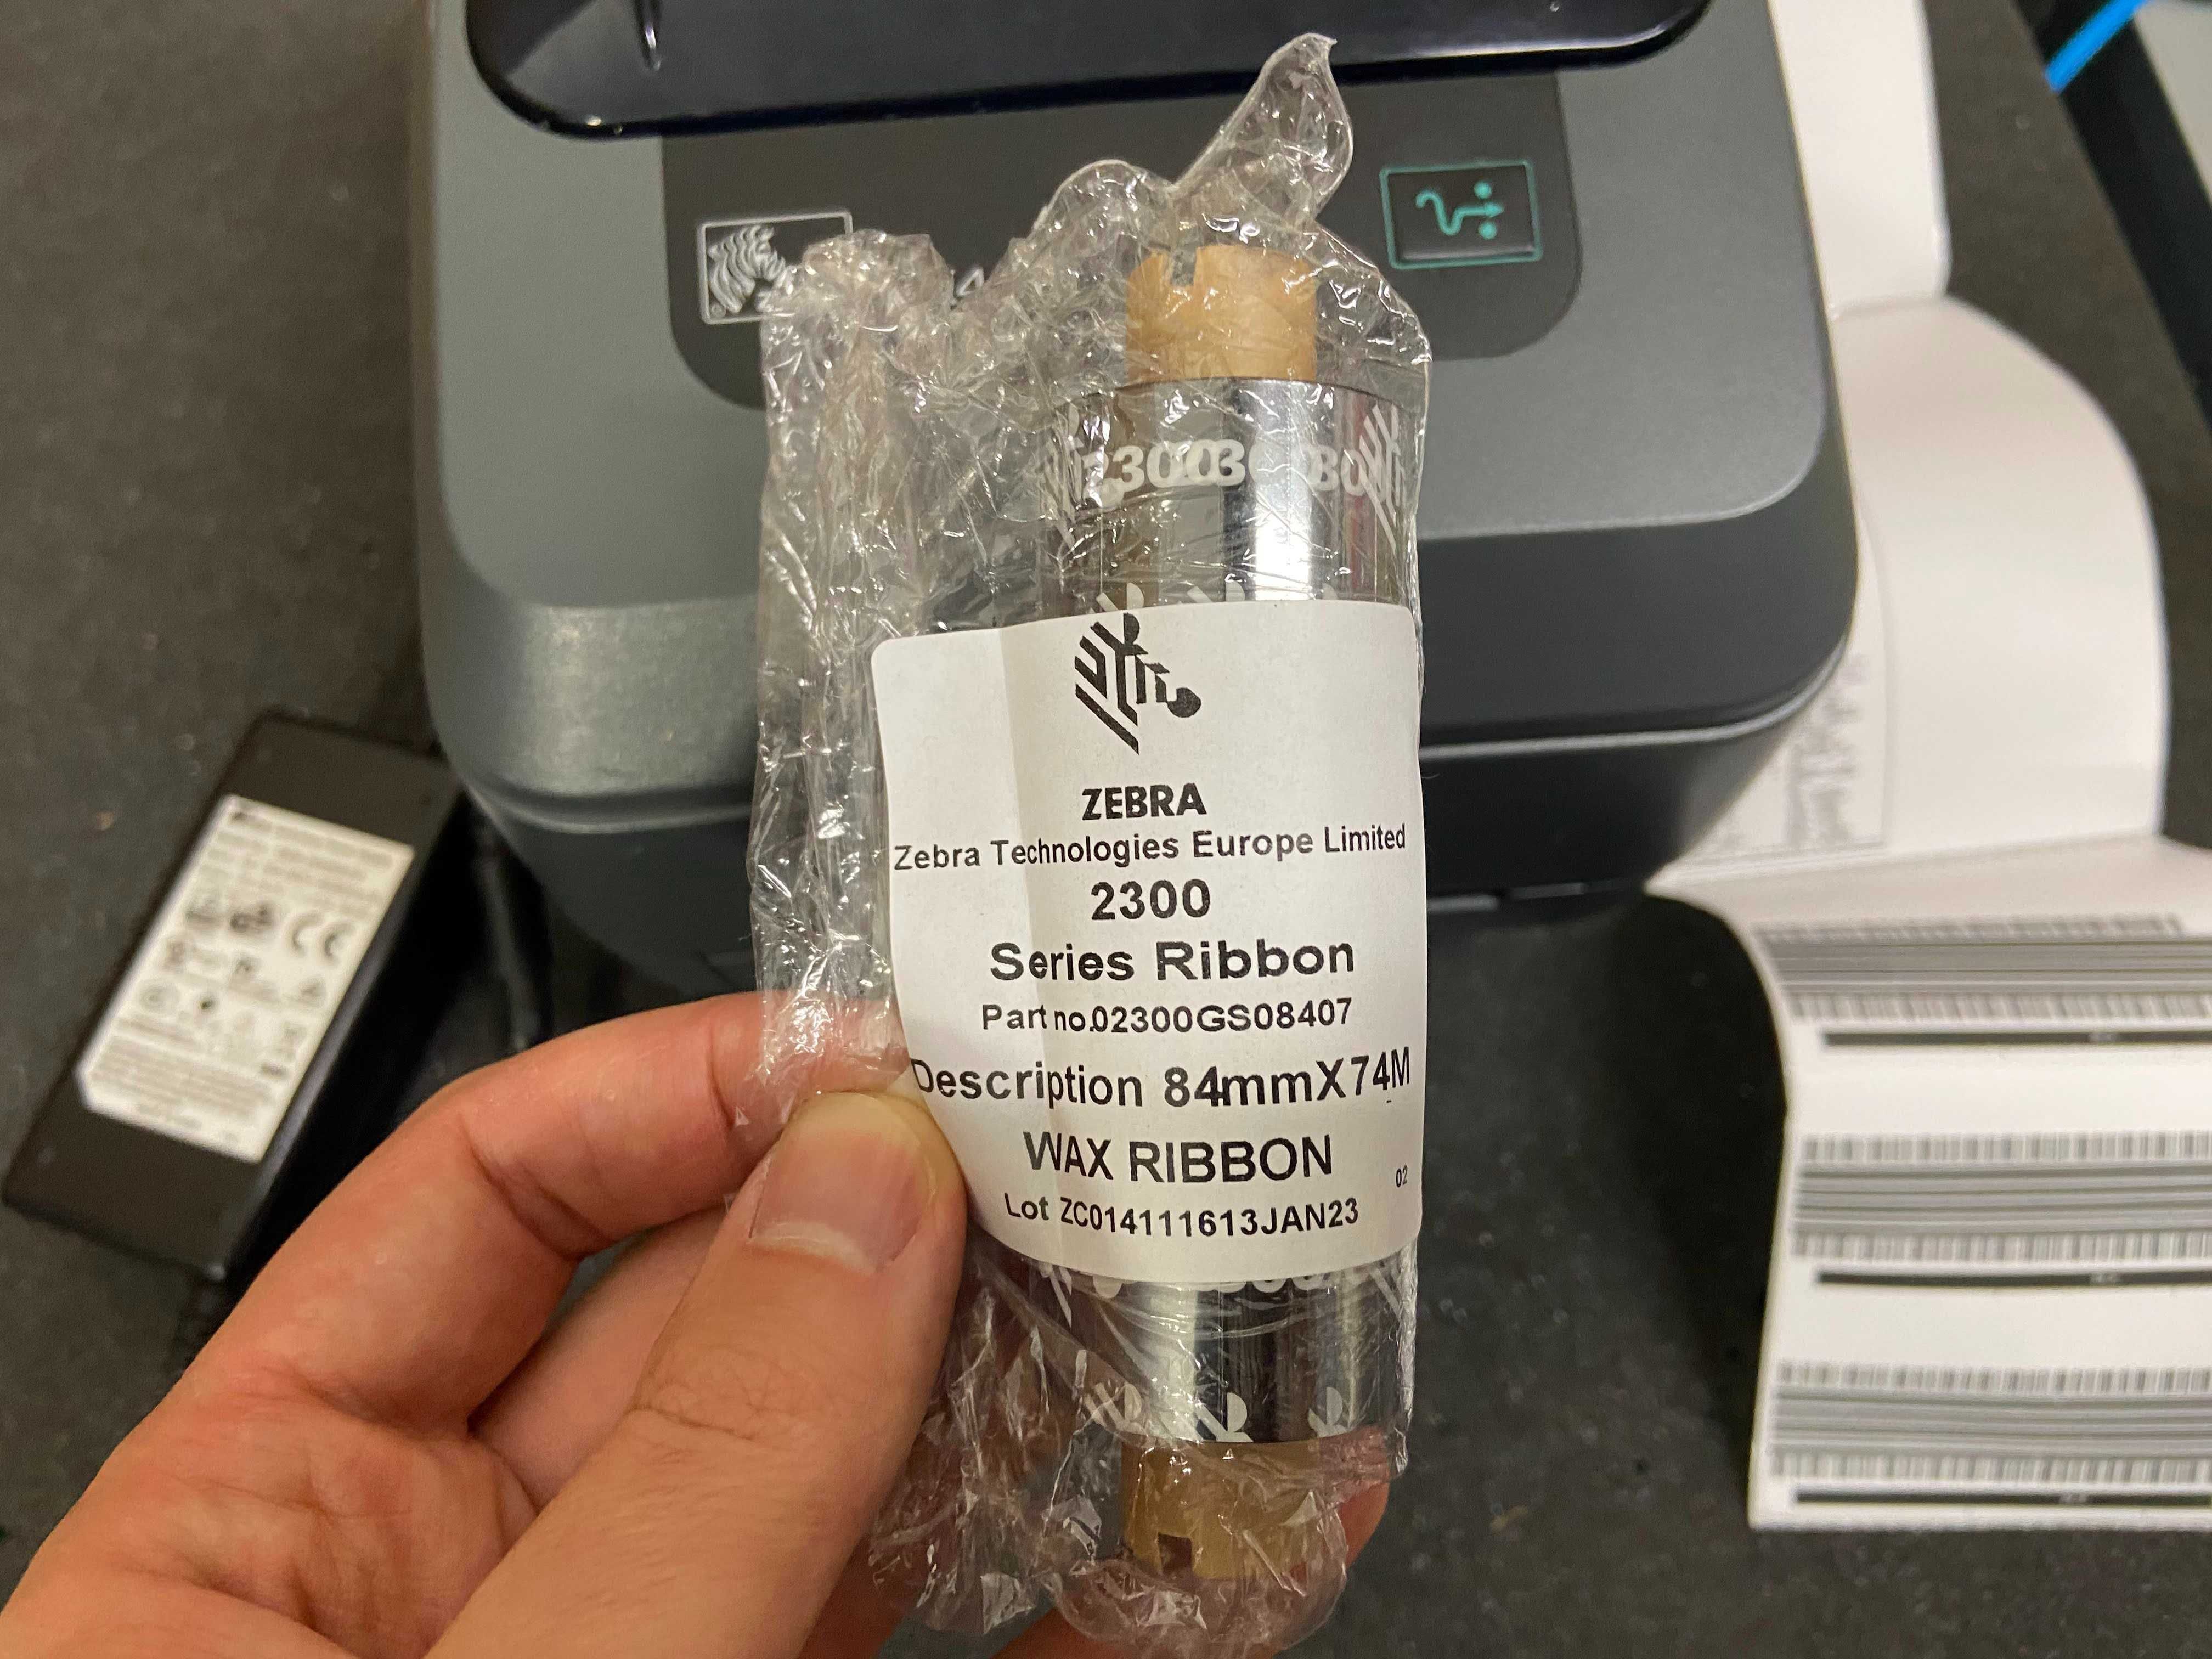 ZEBRA
Zebra Technologies Europe Limited
2300
Series Ribbon
Part no.02300GS08407
Description 84mmX74M
WAX RIBBON
02
Lot ZC014111613JAN23